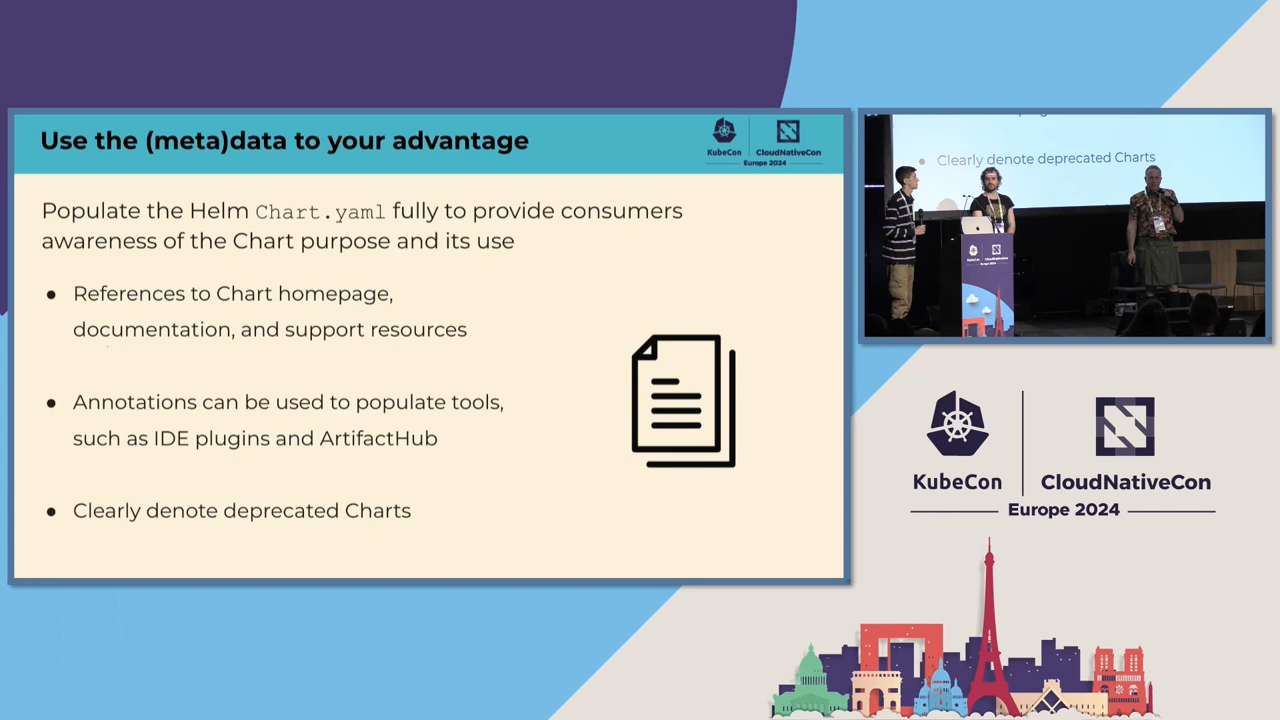 Use the (meta)data to your advantage
KubeCon
CloudNativeCon
Europe 2024
Populate the Helm Chart.yaml fully to provide consumers
awareness of the Chart purpose and its use
● References to Chart homepage,
documentation, and support resources
● Annotations can be used to populate tools,
such as IDE plugins and ArtifactHub
● Clearly denote deprecated Charts
● Clearly denote deprecated Charts
KubeCon
CloudNativeCon
Europe 2024